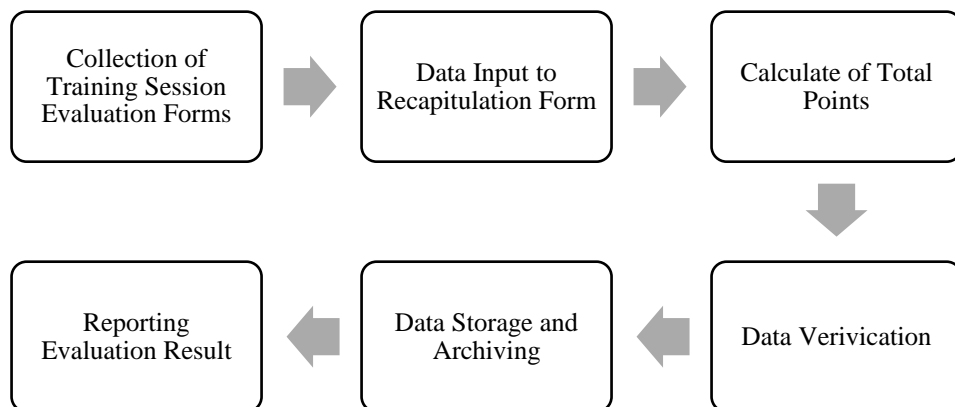 Collection of
Training Session
Evaluation Forms
Data Input to
Recapitulation Form
Calculate of Total
Points
Data Verivication
Data Storage and
Archiving
Reporting
Evaluation Result